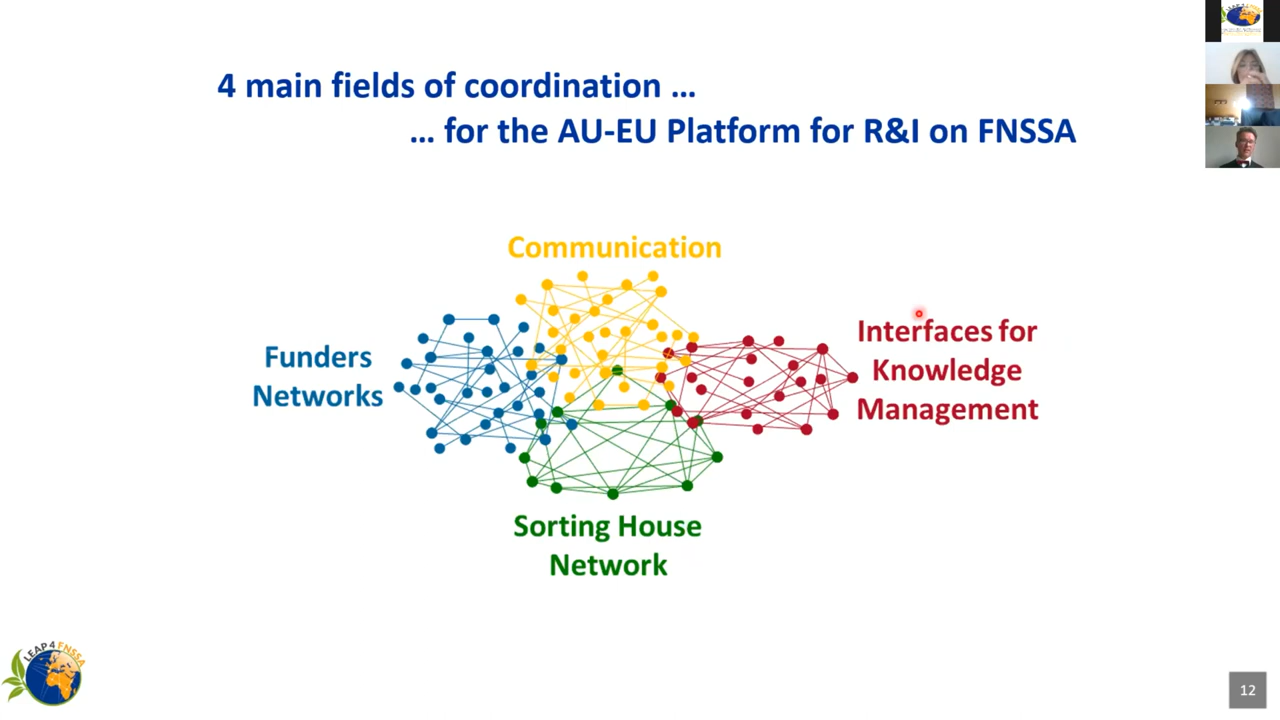 4 main fields of coordination ...
... for the AU-EU Platform for R&I on FNSSA
Communication
Funders
Networks
Interfaces for
Knowledge
Management
Sorting House
Network
LEAP4FNSSA
12